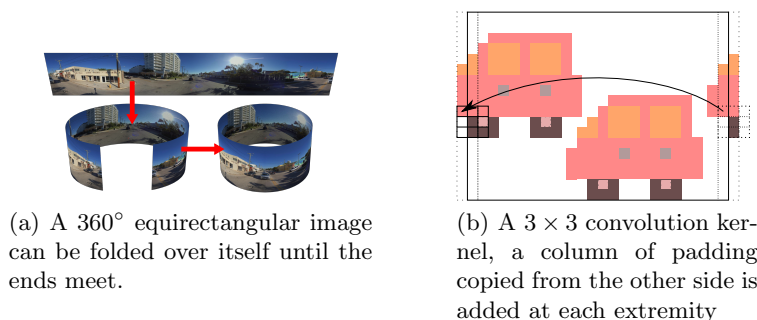 (a) A 360° equirectangular image
can be folded over itself until the
ends meet.
(b) A 3 × 3 convolution ker-
nel, a column of padding
copied from the other side is
added at each extremity